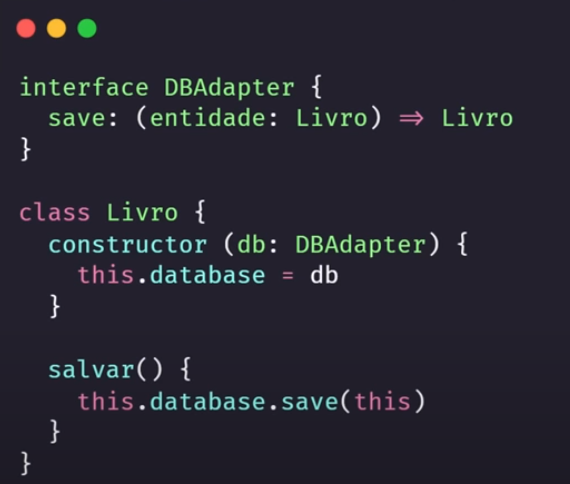 interface DBAdapter {
  save: (entidade: Livro) => Livro
}

class Livro {
  constructor (db: DBAdapter) {
    this.database = db
  }

  salvar() {
    this.database.save(this)
  }
}